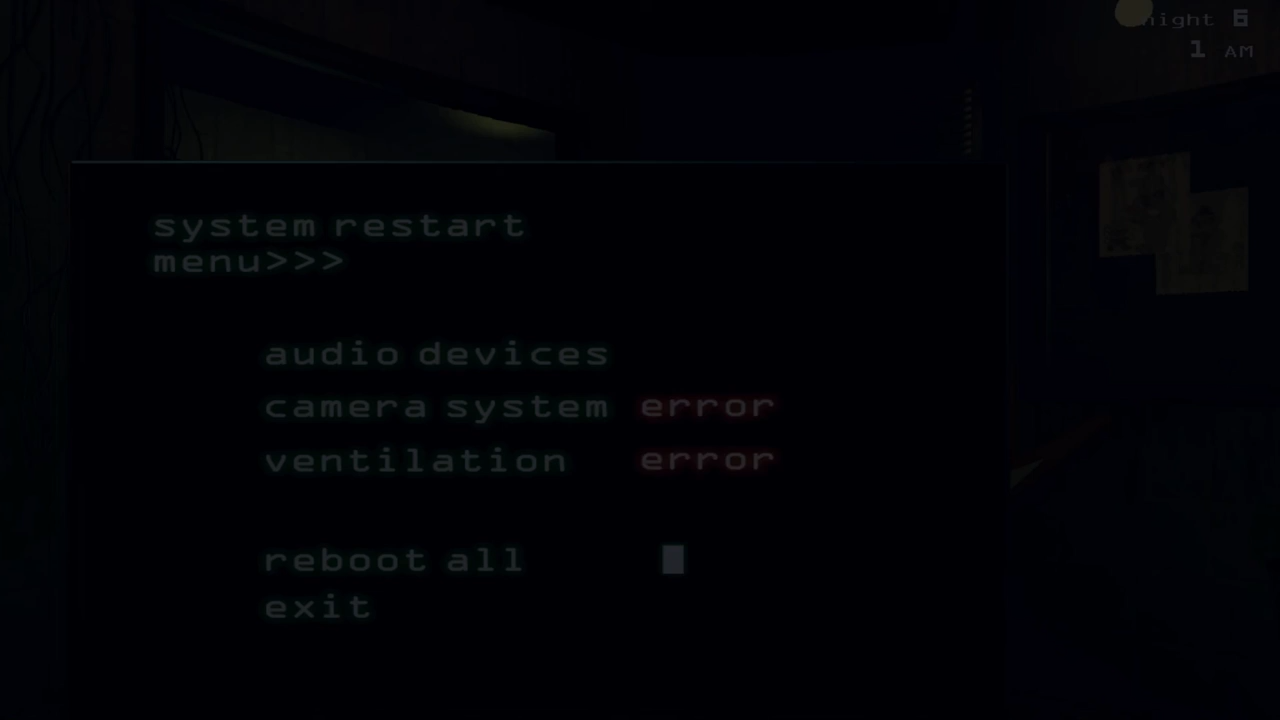 night 6
1 AM
system restart
menu>>>
audio devices
camera system error
ventilation error
reboot all
exit